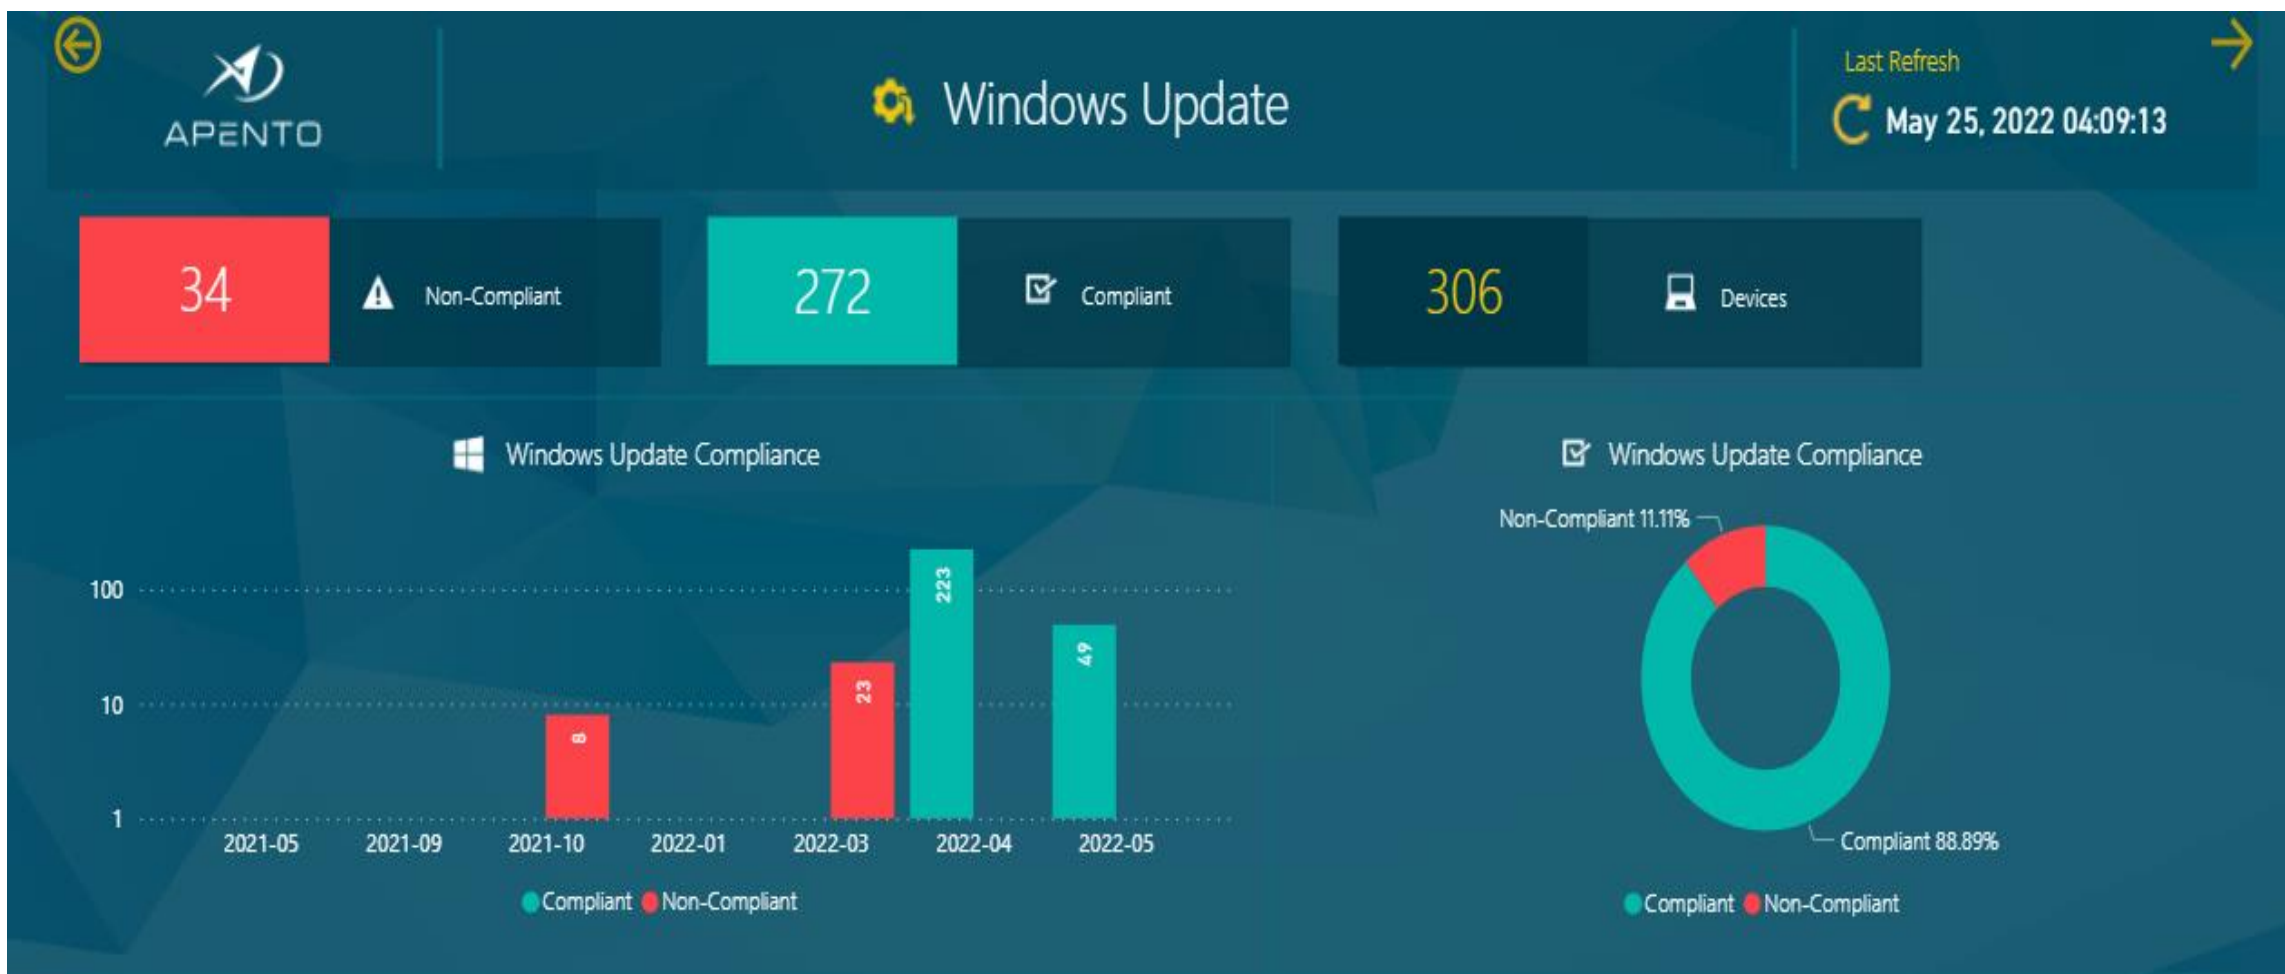 APENTO
Windows Update
Last Refresh
May 25, 2022 04:09:13
34
Non-Compliant
272
Compliant
306
Devices
Windows Update Compliance
100
10
1
8
23
223
49
2021-05
2021-09
2021-10
2022-01
2022-03
2022-04
2022-05
Compliant
Non-Compliant
Windows Update Compliance
Non-Compliant 11.11%
Compliant 88.89%
Compliant
Non-Compliant